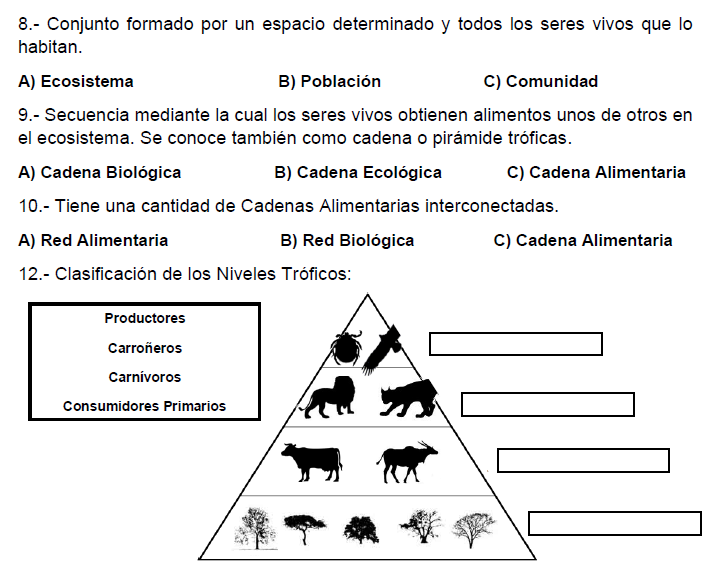 8.- Conjunto formado por un espacio determinado y todos los seres vivos que lo
habitan.
A) Ecosistema B) Población C) Comunidad
9.- Secuencia mediante la cual los seres vivos obtienen alimentos unos de otros en
el ecosistema. Se conoce también como cadena o pirámide tróficas.
A) Cadena Biológica B) Cadena Ecológica C) Cadena Alimentaria
10.- Tiene una cantidad de Cadenas Alimentarias interconectadas.
A) Red Alimentaria B) Red Biológica C) Cadena Alimentaria
12.- Clasificación de los Niveles Tróficos:
Productores
Carroñeros
Carnívoros
Consumidores Primarios